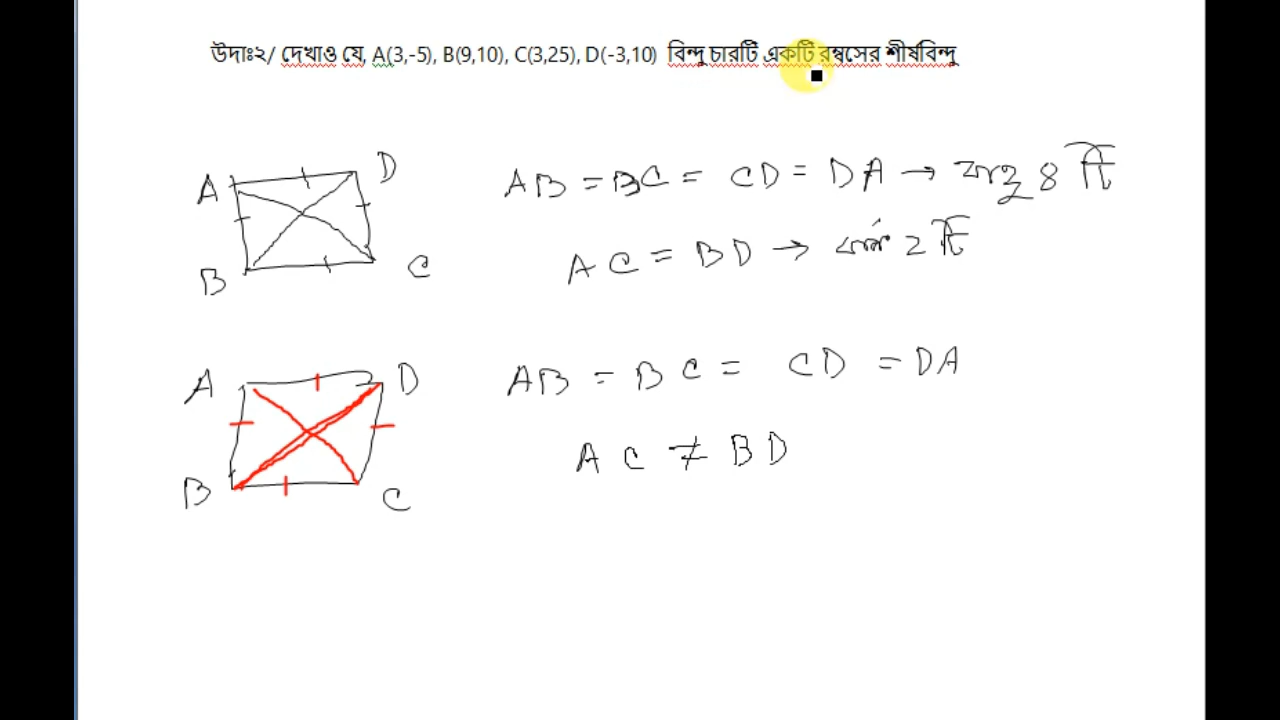 উদাঃ২/ দেখাও যে, A(3,-5), B(9,10), C(3,25), D(-3,10) বিন্দু চারটি একটি রম্বসের শীর্ষবিন্দু
A D
B C
AB = BC = CD = DA → বাহু ৪ টি
AC = BD → কর্ণ ২ টি
A D
B C
AB = BC = CD = DA
AC ≠ BD